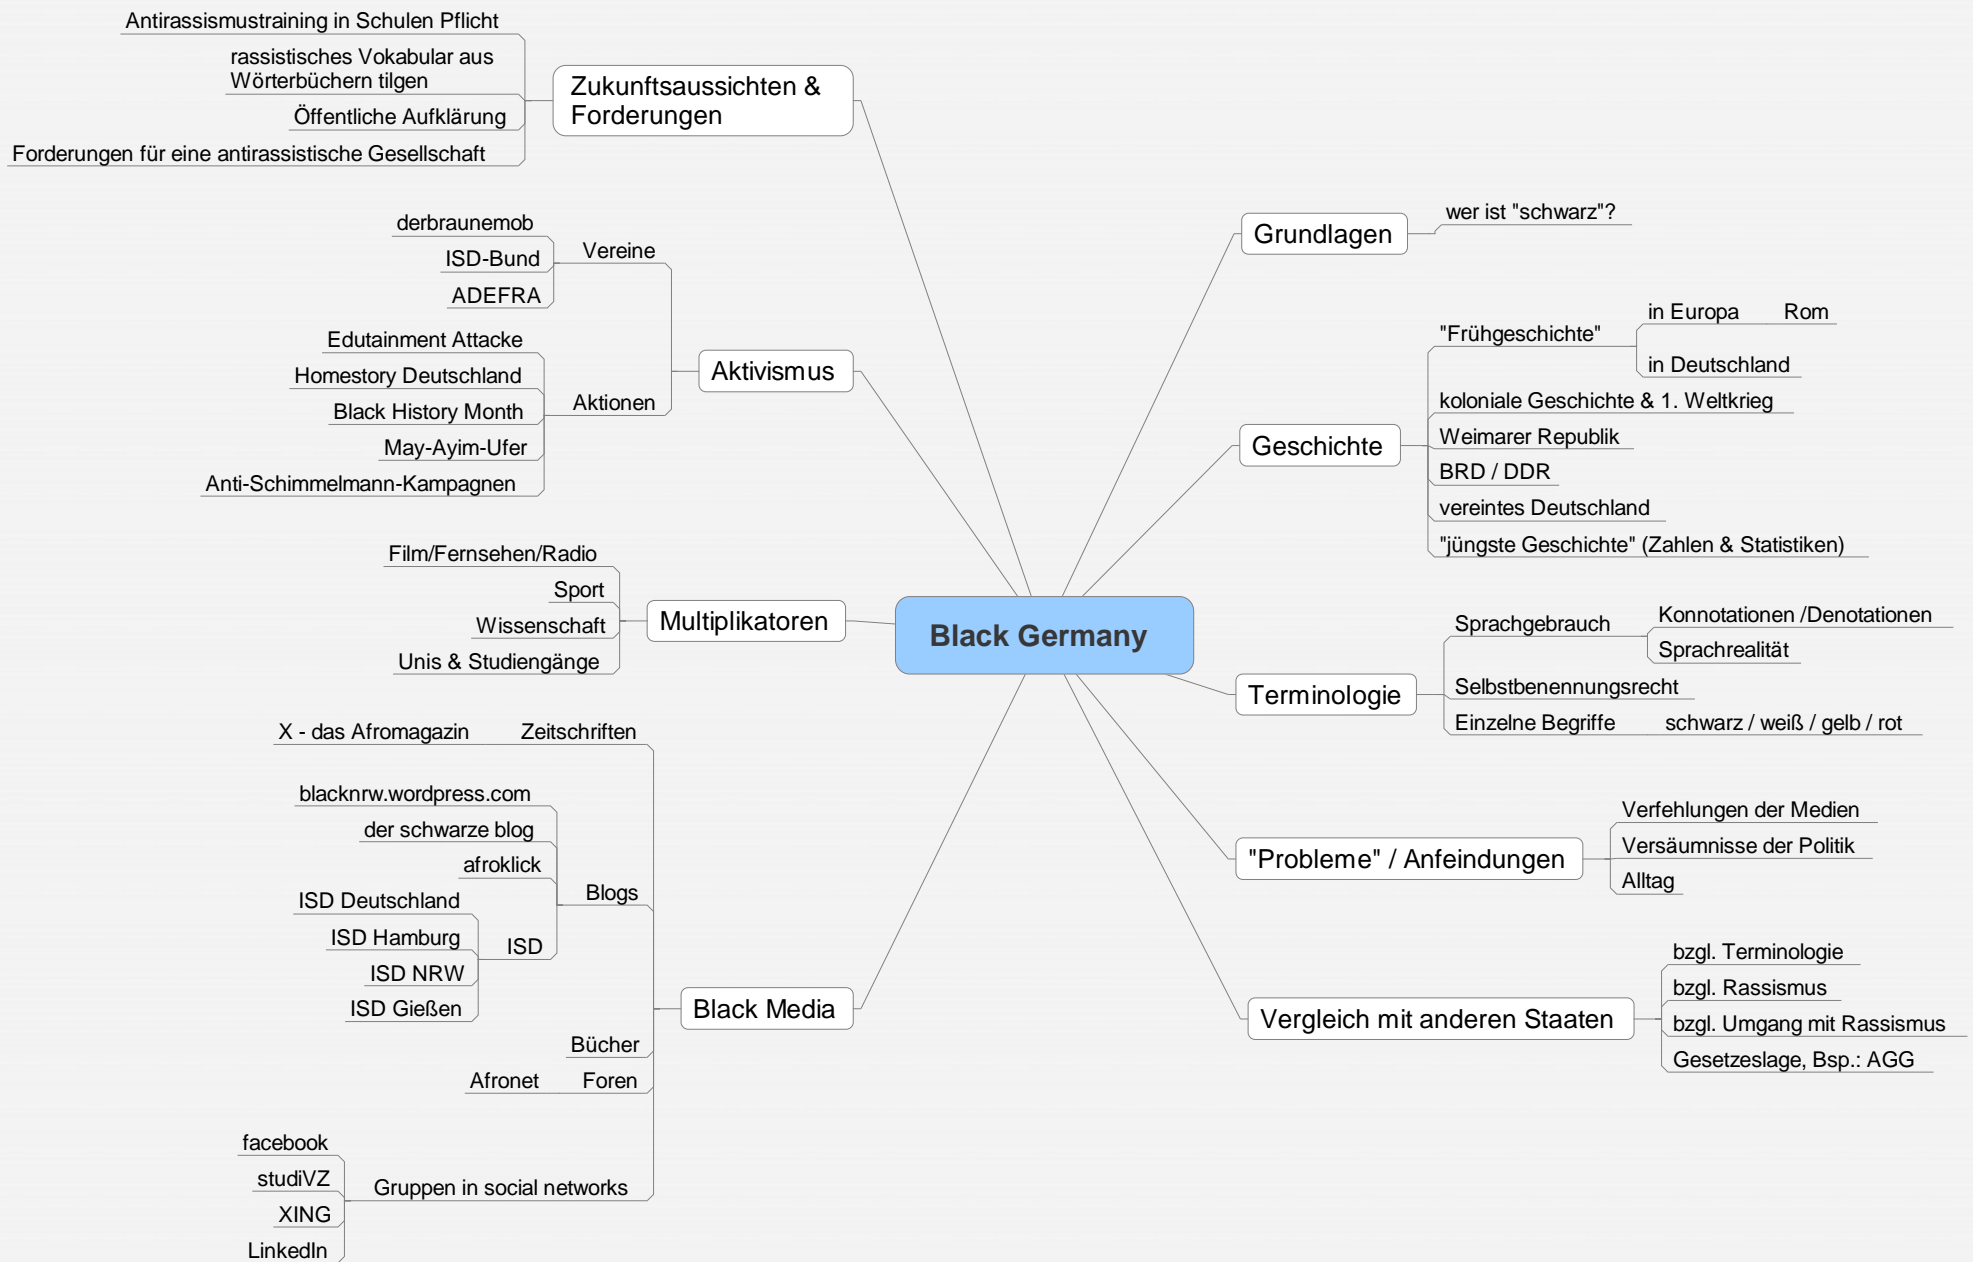 Black Germany
Zukunftsaussichten &
Forderungen
Antirassismustraining in Schulen Pflicht
rassistisches Vokabular aus
Wörterbüchern tilgen
Öffentliche Aufklärung
Forderungen für eine antirassistische Gesellschaft
Aktivismus
Vereine
derbraunemob
ISD-Bund
ADEFRA
Aktionen
Edutainment Attacke
Homestory Deutschland
Black History Month
May-Ayim-Ufer
Anti-Schimmelmann-Kampagnen
Multiplikatoren
Film/Fernsehen/Radio
Sport
Wissenschaft
Unis & Studiengänge
Black Media
Zeitschriften
X - das Afromagazin
Blogs
blacknrw.wordpress.com
der schwarze blog
afroklick
ISD
ISD Deutschland
ISD Hamburg
ISD NRW
ISD Gießen
Bücher
Foren
Afronet
Gruppen in social networks
facebook
studiVZ
XING
LinkedIn
Grundlagen
wer ist "schwarz"?
Geschichte
"Frühgeschichte"
in Europa
Rom
in Deutschland
koloniale Geschichte & 1. Weltkrieg
Weimarer Republik
BRD / DDR
vereintes Deutschland
"jüngste Geschichte" (Zahlen & Statistiken)
Terminologie
Sprachgebrauch
Konnotationen /Denotationen
Sprachrealität
Selbstbenennungsrecht
Einzelne Begriffe
schwarz / weiß / gelb / rot
"Probleme" / Anfeindungen
Verfehlungen der Medien
Versäumnisse der Politik
Alltag
Vergleich mit anderen Staaten
bzgl. Terminologie
bzgl. Rassismus
bzgl. Umgang mit Rassismus
Gesetzeslage, Bsp.: AGG